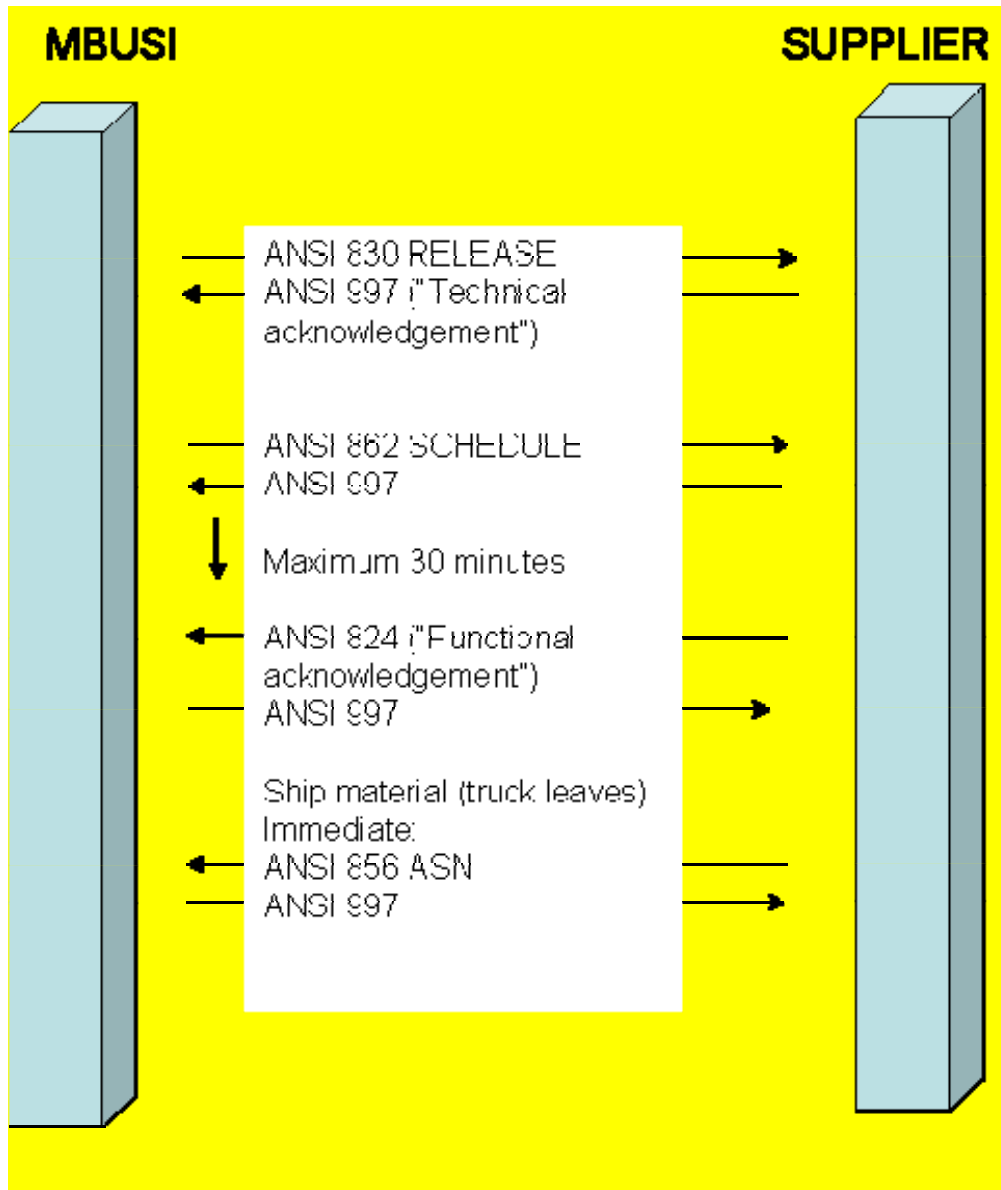 MBUSI
SUPPLIER
ANSI 830 RELEASE
ANSI 997 ("Technical
acknowledgement")
ANSI 862 SCHEDULE
ANSI 997
Maximum 30 minutes
ANSI 824 ("Functional
acknowledgement")
ANSI 997
Ship material (truck leaves)
Immediate:
ANSI 856 ASN
ANSI 997